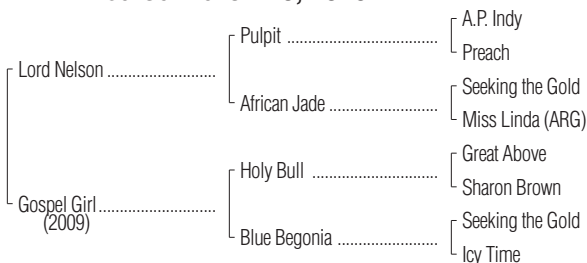 A.P. Indy
Pulpit
Preach
Lord Nelson
Seeking the Gold
African Jade
Miss Linda (ARG)
Great Above
Holy Bull
Sharon Brown
Gospel Girl
(2009)
Seeking the Gold
Blue Begonia
Icy Time